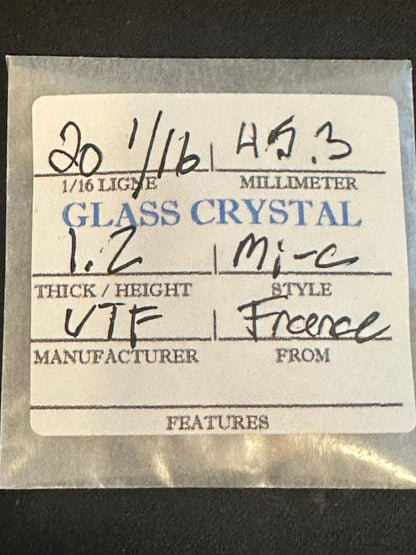 20 1/16 45.3
1/16 LIGNE MILLIMETER
GLASS CRYSTAL
1.2 Mi-C
THICK / HEIGHT STYLE
VTF France
MANUFACTURER FROM
FEATURES